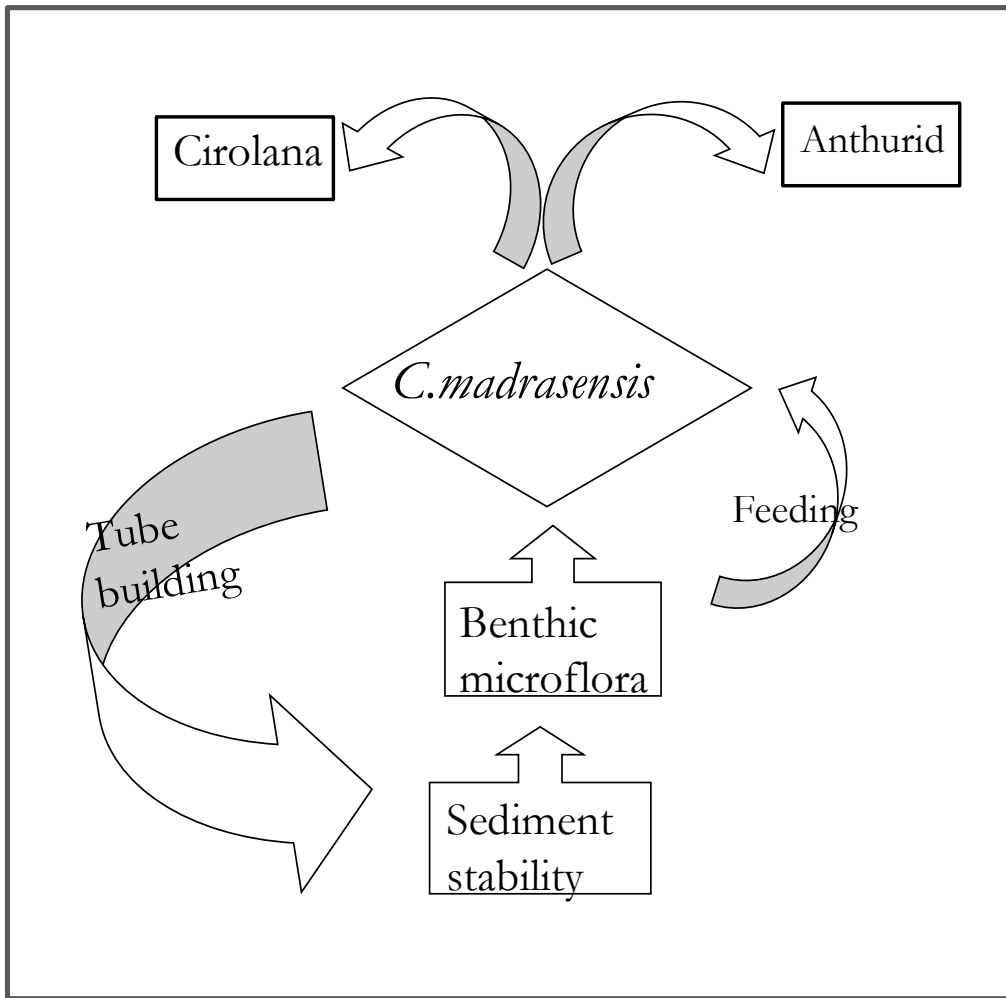 Cirolana
Anthurid
C.madrasensis
Feeding
Tube
building
Benthic
microflora
Sediment
stability